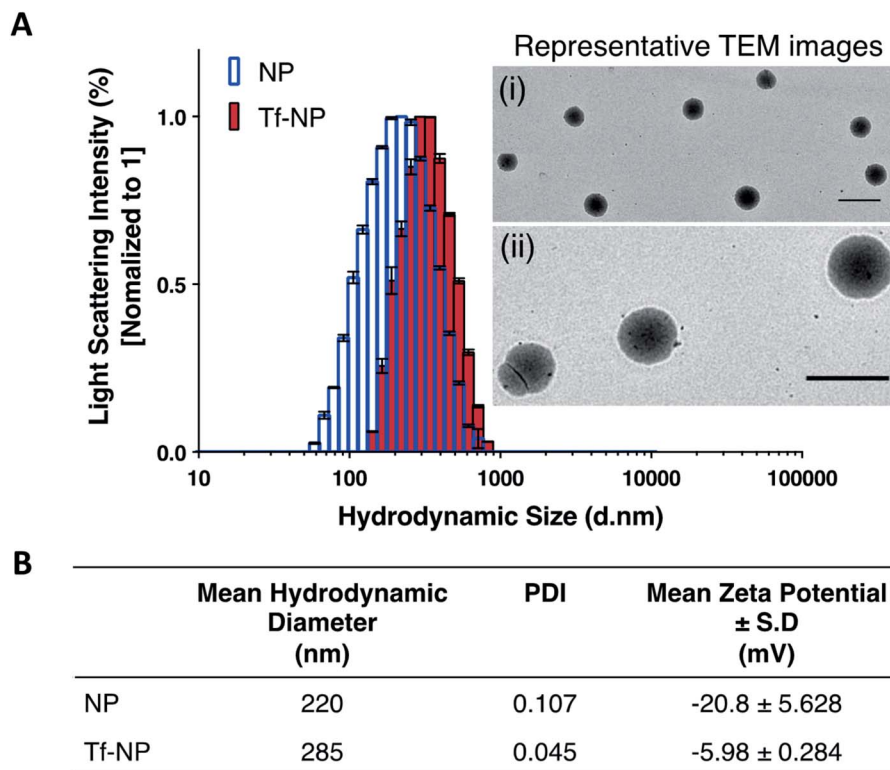 A
Representative TEM images
NP
Tf-NP
(i)
(ii)
Light Scattering Intensity (%)
[Nomalized to 1]
1.0
0.5
0.0
10 100 1000 10000 100000
Hydrodynamic Size (d.nm)
B
Mean Hydrodynamic PDI Mean Zeta Potential
Diameter ± S.D
(nm) (mV)
NP 220 0.107 -20.8 ± 5.628
Tf-NP 285 0.045 -5.98 ± 0.284